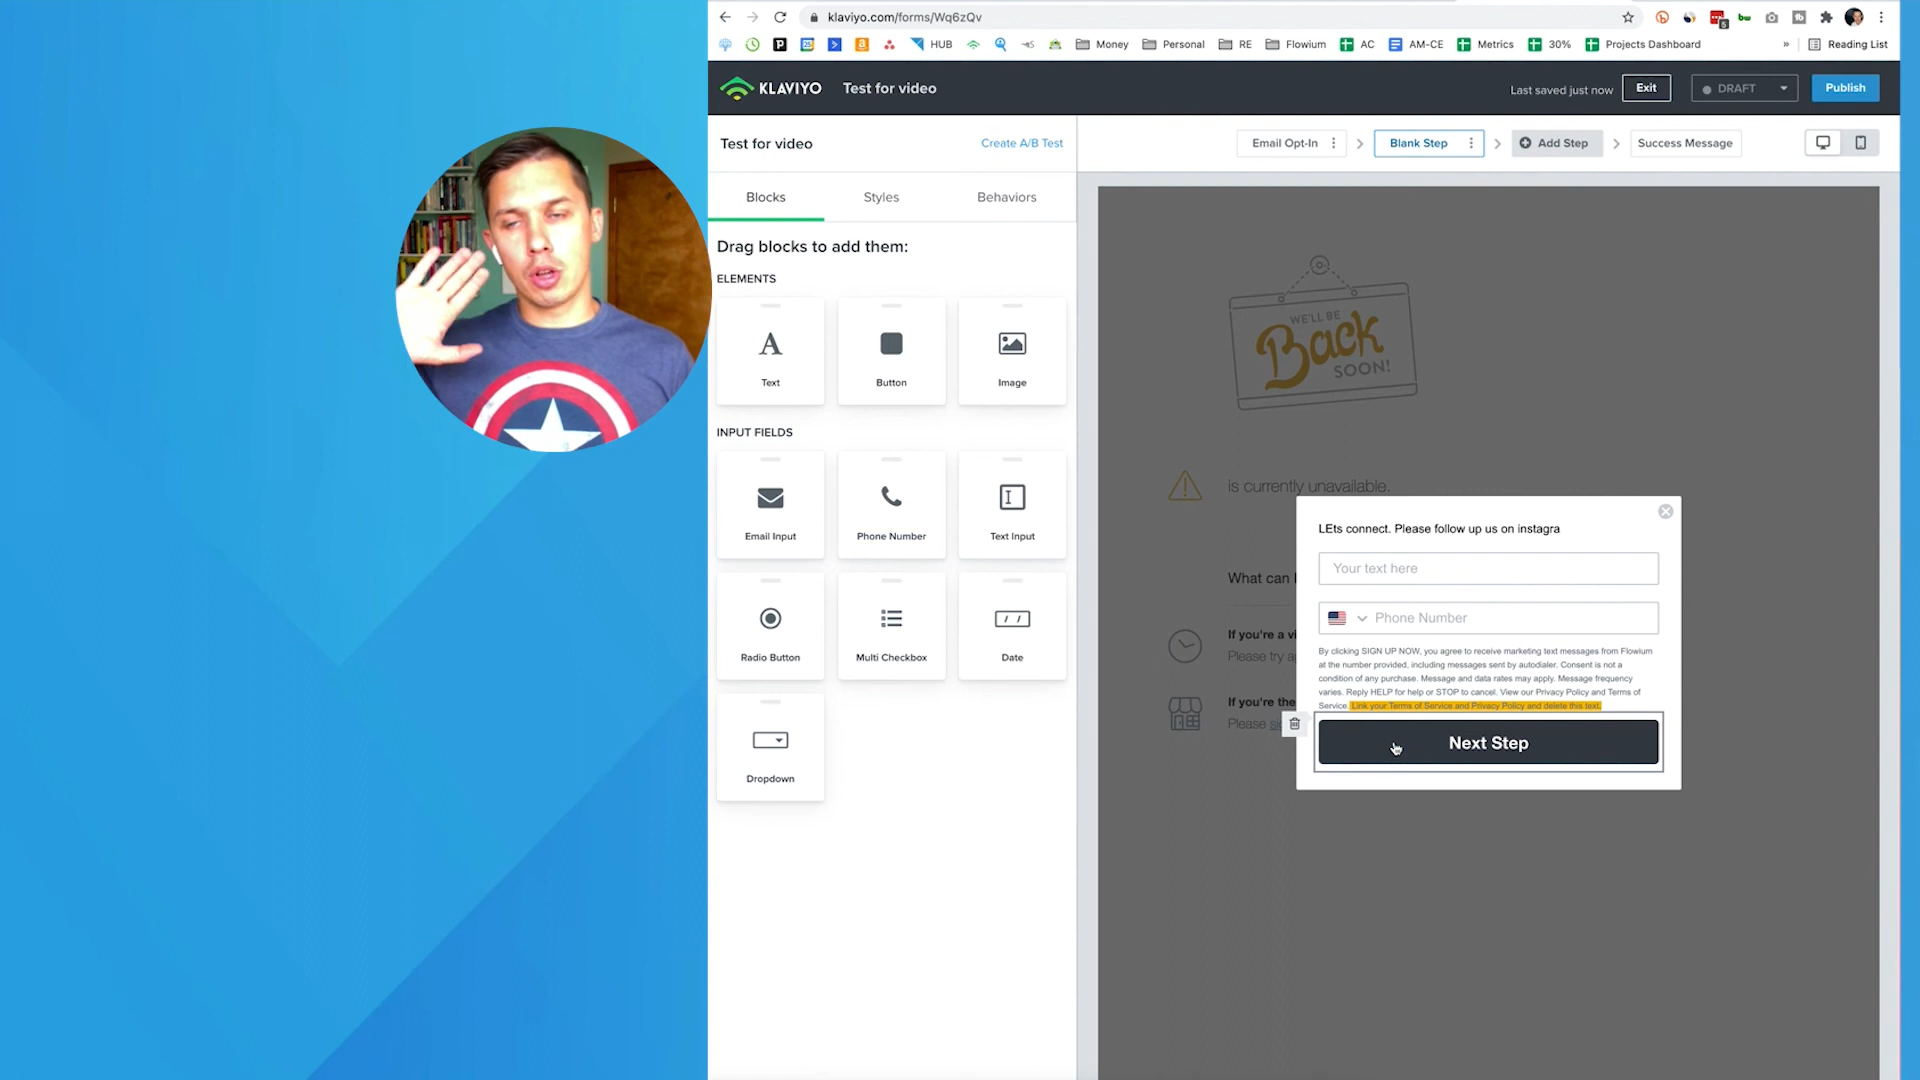 klaviyo.com/forms/Wq6zQv
HUB
Money
Personal
RE
Flowium
AC
AM-CE
Metrics
30%
Projects Dashboard
»
Reading List
KLAVIYO
Test for video
Last saved just now
Exit
DRAFT
Publish
Test for video
Create A/B Test
Email Opt-In
Blank Step
Add Step
Success Message
Blocks
Styles
Behaviors
Drag blocks to add them:
ELEMENTS
Text
Button
Image
INPUT FIELDS
Email Input
Phone Number
Text Input
Radio Button
Multi Checkbox
Date
Dropdown
WE'LL BE
Back
SOON!
is currently unavailable.
What can
If you're a vi
Please try ag
If you're the
Please si
LEts connect. Please follow up us on instagra
Your text here
Phone Number
By clicking SIGN UP NOW, you agree to receive marketing text messages from Flowium
at the number provided, including messages sent by autodialer. Consent is not a
condition of any purchase. Message and data rates may apply. Message frequency
varies. Reply HELP for help or STOP to cancel. View our Privacy Policy and Terms of
Service. Link your Terms of Service and Privacy Policy and delete this text.
Next Step